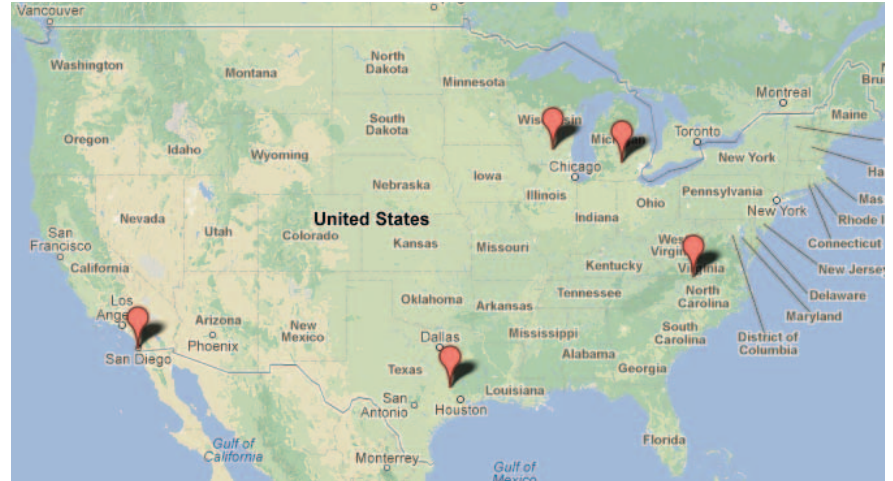 Vancouver
Washington
Montana
North
Dakota
Minnesota
Montreal
Maine
Oregon
Idaho
Wyoming
South
Dakota
Toronto
New York
Iowa
Chicago
Nebraska
Illinois
Indiana
Ohio
Pennsylvania
New York
Rhode I
Connecticut
New Jersey
Delaware
Maryland
District of
Columbia
San
Francisco
Nevada
Utah
Colorado
United States
Kansas
Missouri
Kentucky
Virginia
California
Los
Arizona
Phoenix
New
Mexico
Oklahoma
Arkansas
Tennessee
North
Carolina
South
Carolina
San Diego
Dallas
Texas
Mississippi
Alabama
Georgia
Louisiana
San
Antonio
Houston
Florida
Gulf of
California
Monterrey
Gulf of
Mexico